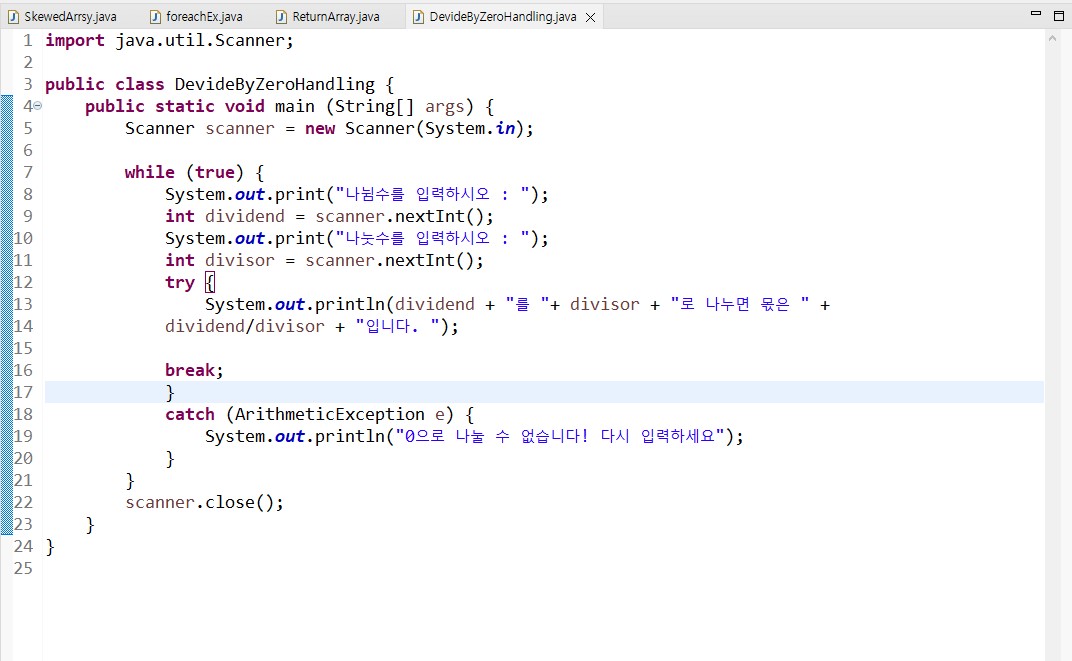 SkewedArrsy.java foreachEx.java ReturnArray.java DevideByZeroHandling.java
1 import java.util.Scanner;
2
3 public class DevideByZeroHandling {
4 public static void main (String[] args) {
5 Scanner scanner = new Scanner(System.in);
6
7 while (true) {
8 System.out.print("나뉨수를 입력하시오 : ");
9 int dividend = scanner.nextInt();
10 System.out.print("나눗수를 입력하시오 : ");
11 int divisor = scanner.nextInt();
12 try {
13 System.out.println(dividend + "를 "+ divisor + "로 나누면 몫은 " +
14 dividend/divisor + "입니다. ");
15
16 break;
17 }
18 catch (ArithmeticException e) {
19 System.out.println("0으로 나눌 수 없습니다! 다시 입력하세요");
20 }
21 }
22 scanner.close();
23 }
24 }
25